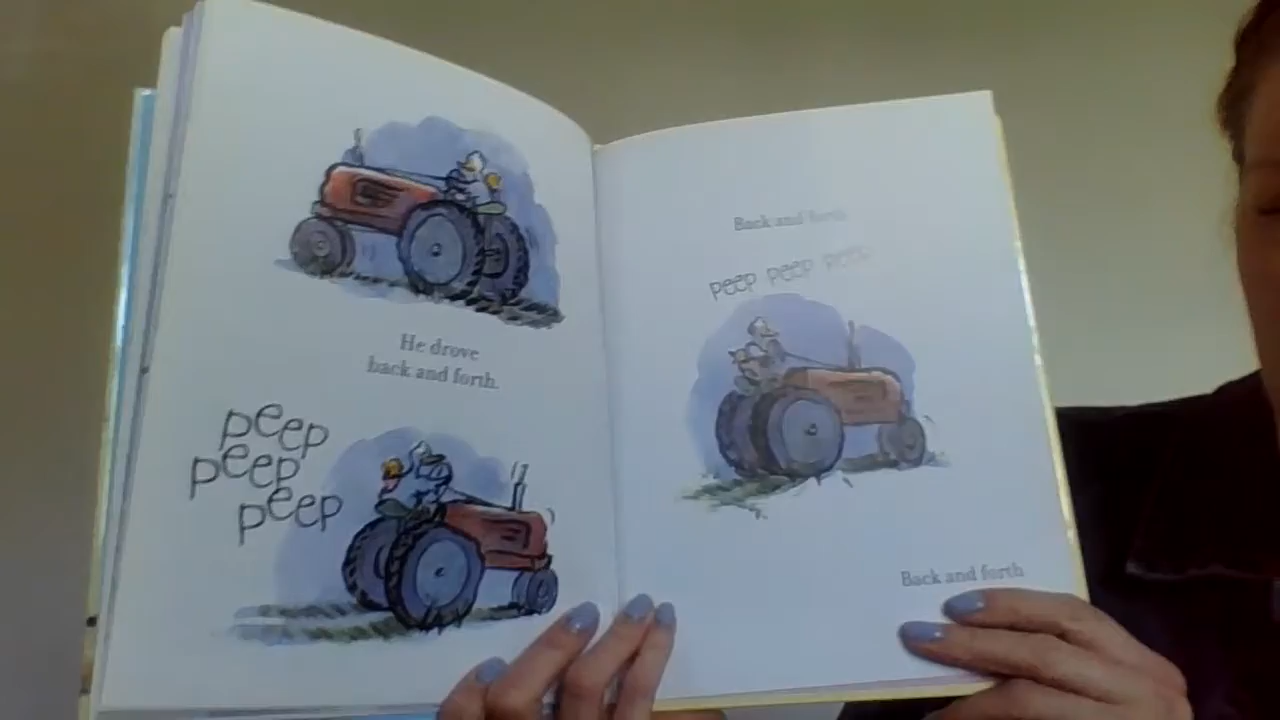 He drove
back and forth.
peep
peep
peep
Back and forth
peep peep peep
Back and forth